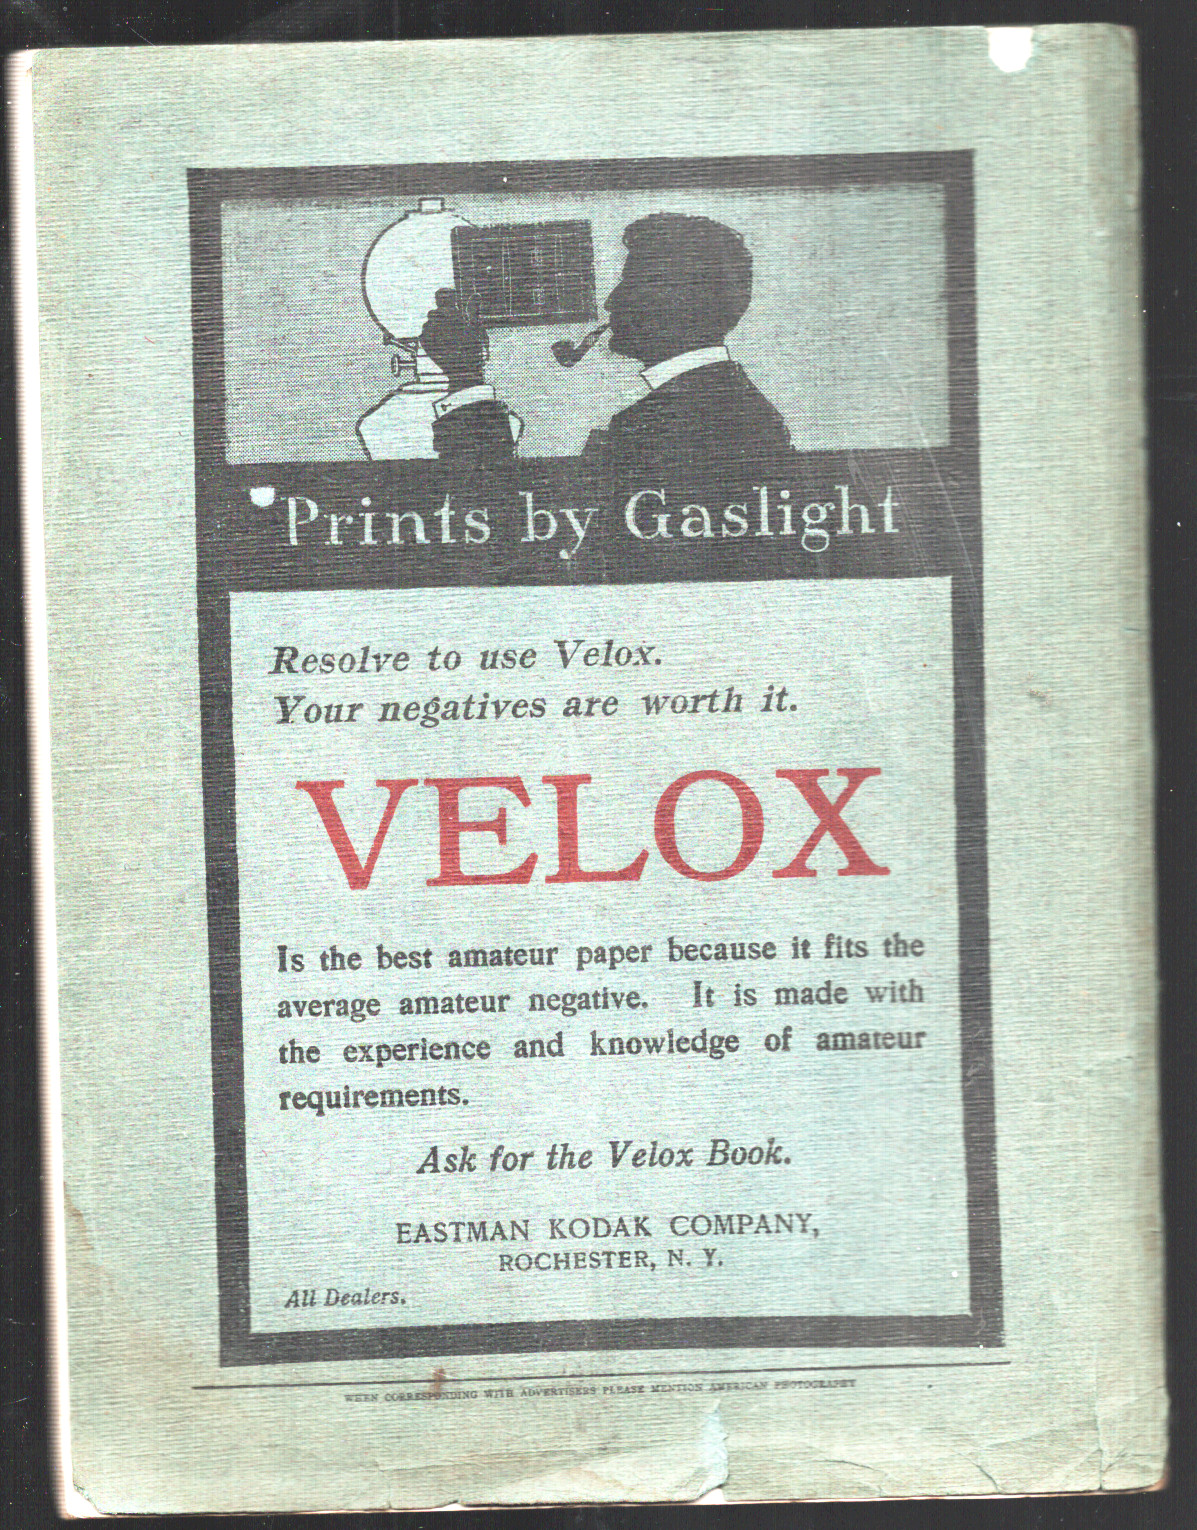 Prints by Gaslight
Resolve to use Velox.
Your negatives are worth it.
VELOX
Is the best amateur paper because it fits the
average amateur negative. It is made with
the experience and knowledge of amateur
requirements.
Ask for the Velox Book.
EASTMAN KODAK COMPANY,
ROCHESTER, N. Y.
All Dealers.
WHEN CORRESPONDING WITH ADVERTISERS PLEASE MENTION AMERICAN PHOTOGRAPHY